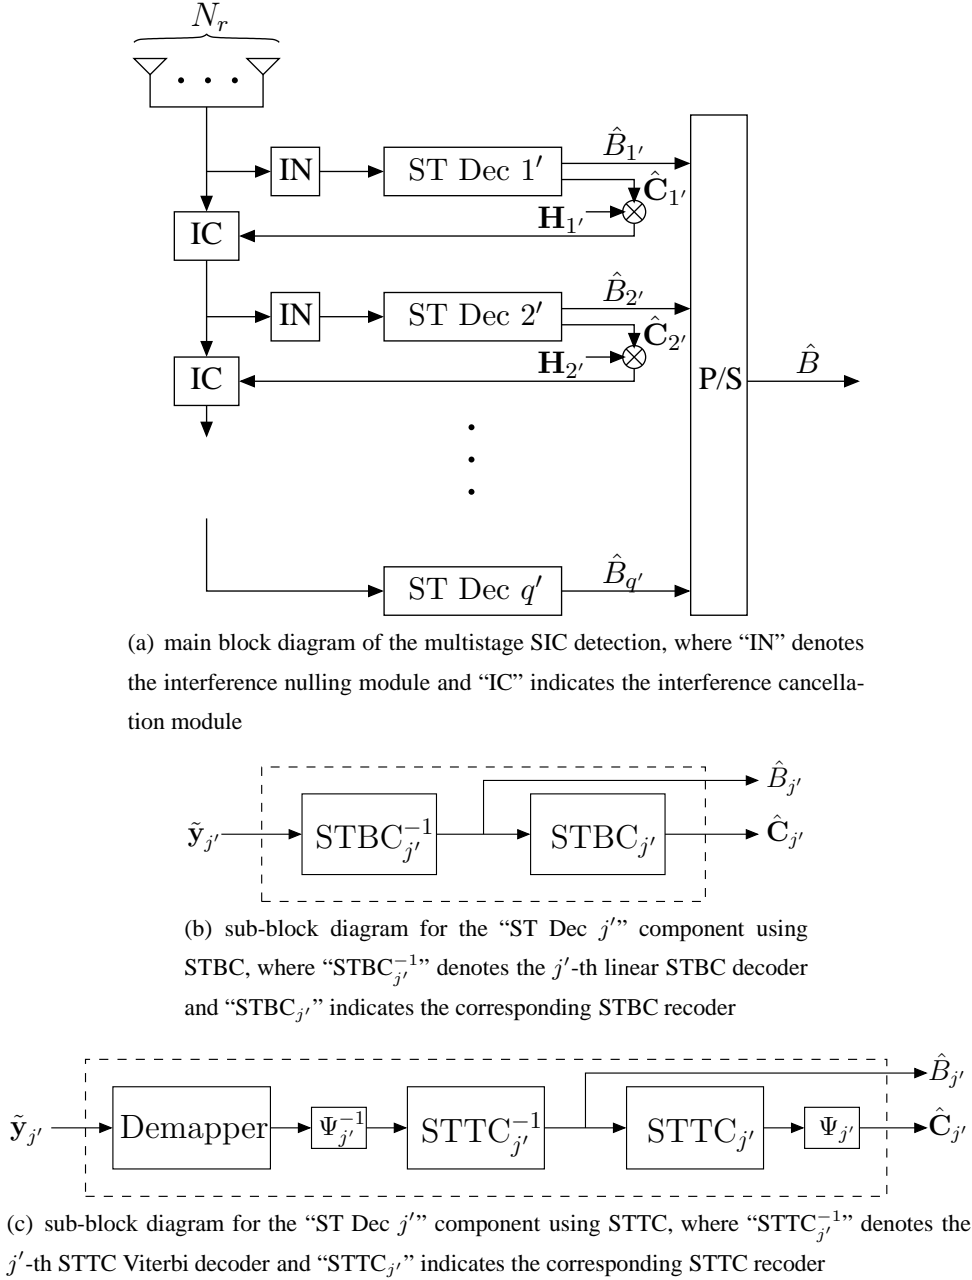 N_r
IN
ST Dec 1′
B̂_{1′}
Ĉ_{1′}
H_{1′}
IC
IN
ST Dec 2′
B̂_{2′}
Ĉ_{2′}
H_{2′}
IC
P/S
B̂
ST Dec q′
B̂_{q′}
(a) main block diagram of the multistage SIC detection, where “IN” denotes
the interference nulling module and “IC” indicates the interference cancella-
tion module
ỹ_{j′}
STBC_{j′}^{−1}
STBC_{j′}
B̂_{j′}
Ĉ_{j′}
(b) sub-block diagram for the “ST Dec j′” component using
STBC, where “STBC_{j′}^{−1}” denotes the j′-th linear STBC decoder
and “STBC_{j′}” indicates the corresponding STBC recoder
ỹ_{j′}
Demapper
Ψ_{j′}^{−1}
STTC_{j′}^{−1}
STTC_{j′}
Ψ_{j′}
B̂_{j′}
Ĉ_{j′}
(c) sub-block diagram for the “ST Dec j′” component using STTC, where “STTC_{j′}^{−1}” denotes the
j′-th STTC Viterbi decoder and “STTC_{j′}” indicates the corresponding STTC recoder